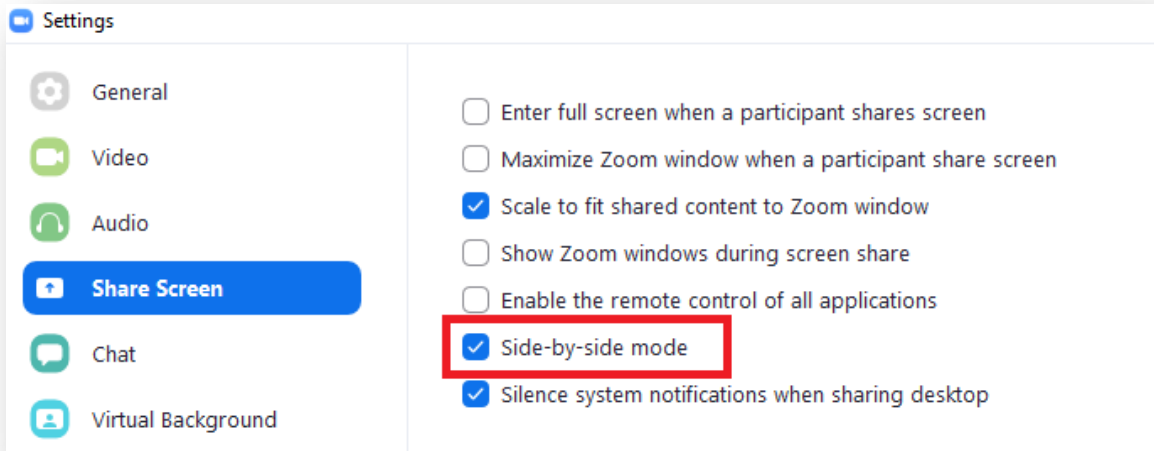 Settings
General
Video
Audio
Share Screen
Chat
Virtual Background
Enter full screen when a participant shares screen
Maximize Zoom window when a participant share screen
Scale to fit shared content to Zoom window
Show Zoom windows during screen share
Enable the remote control of all applications
Side-by-side mode
Silence system notifications when sharing desktop